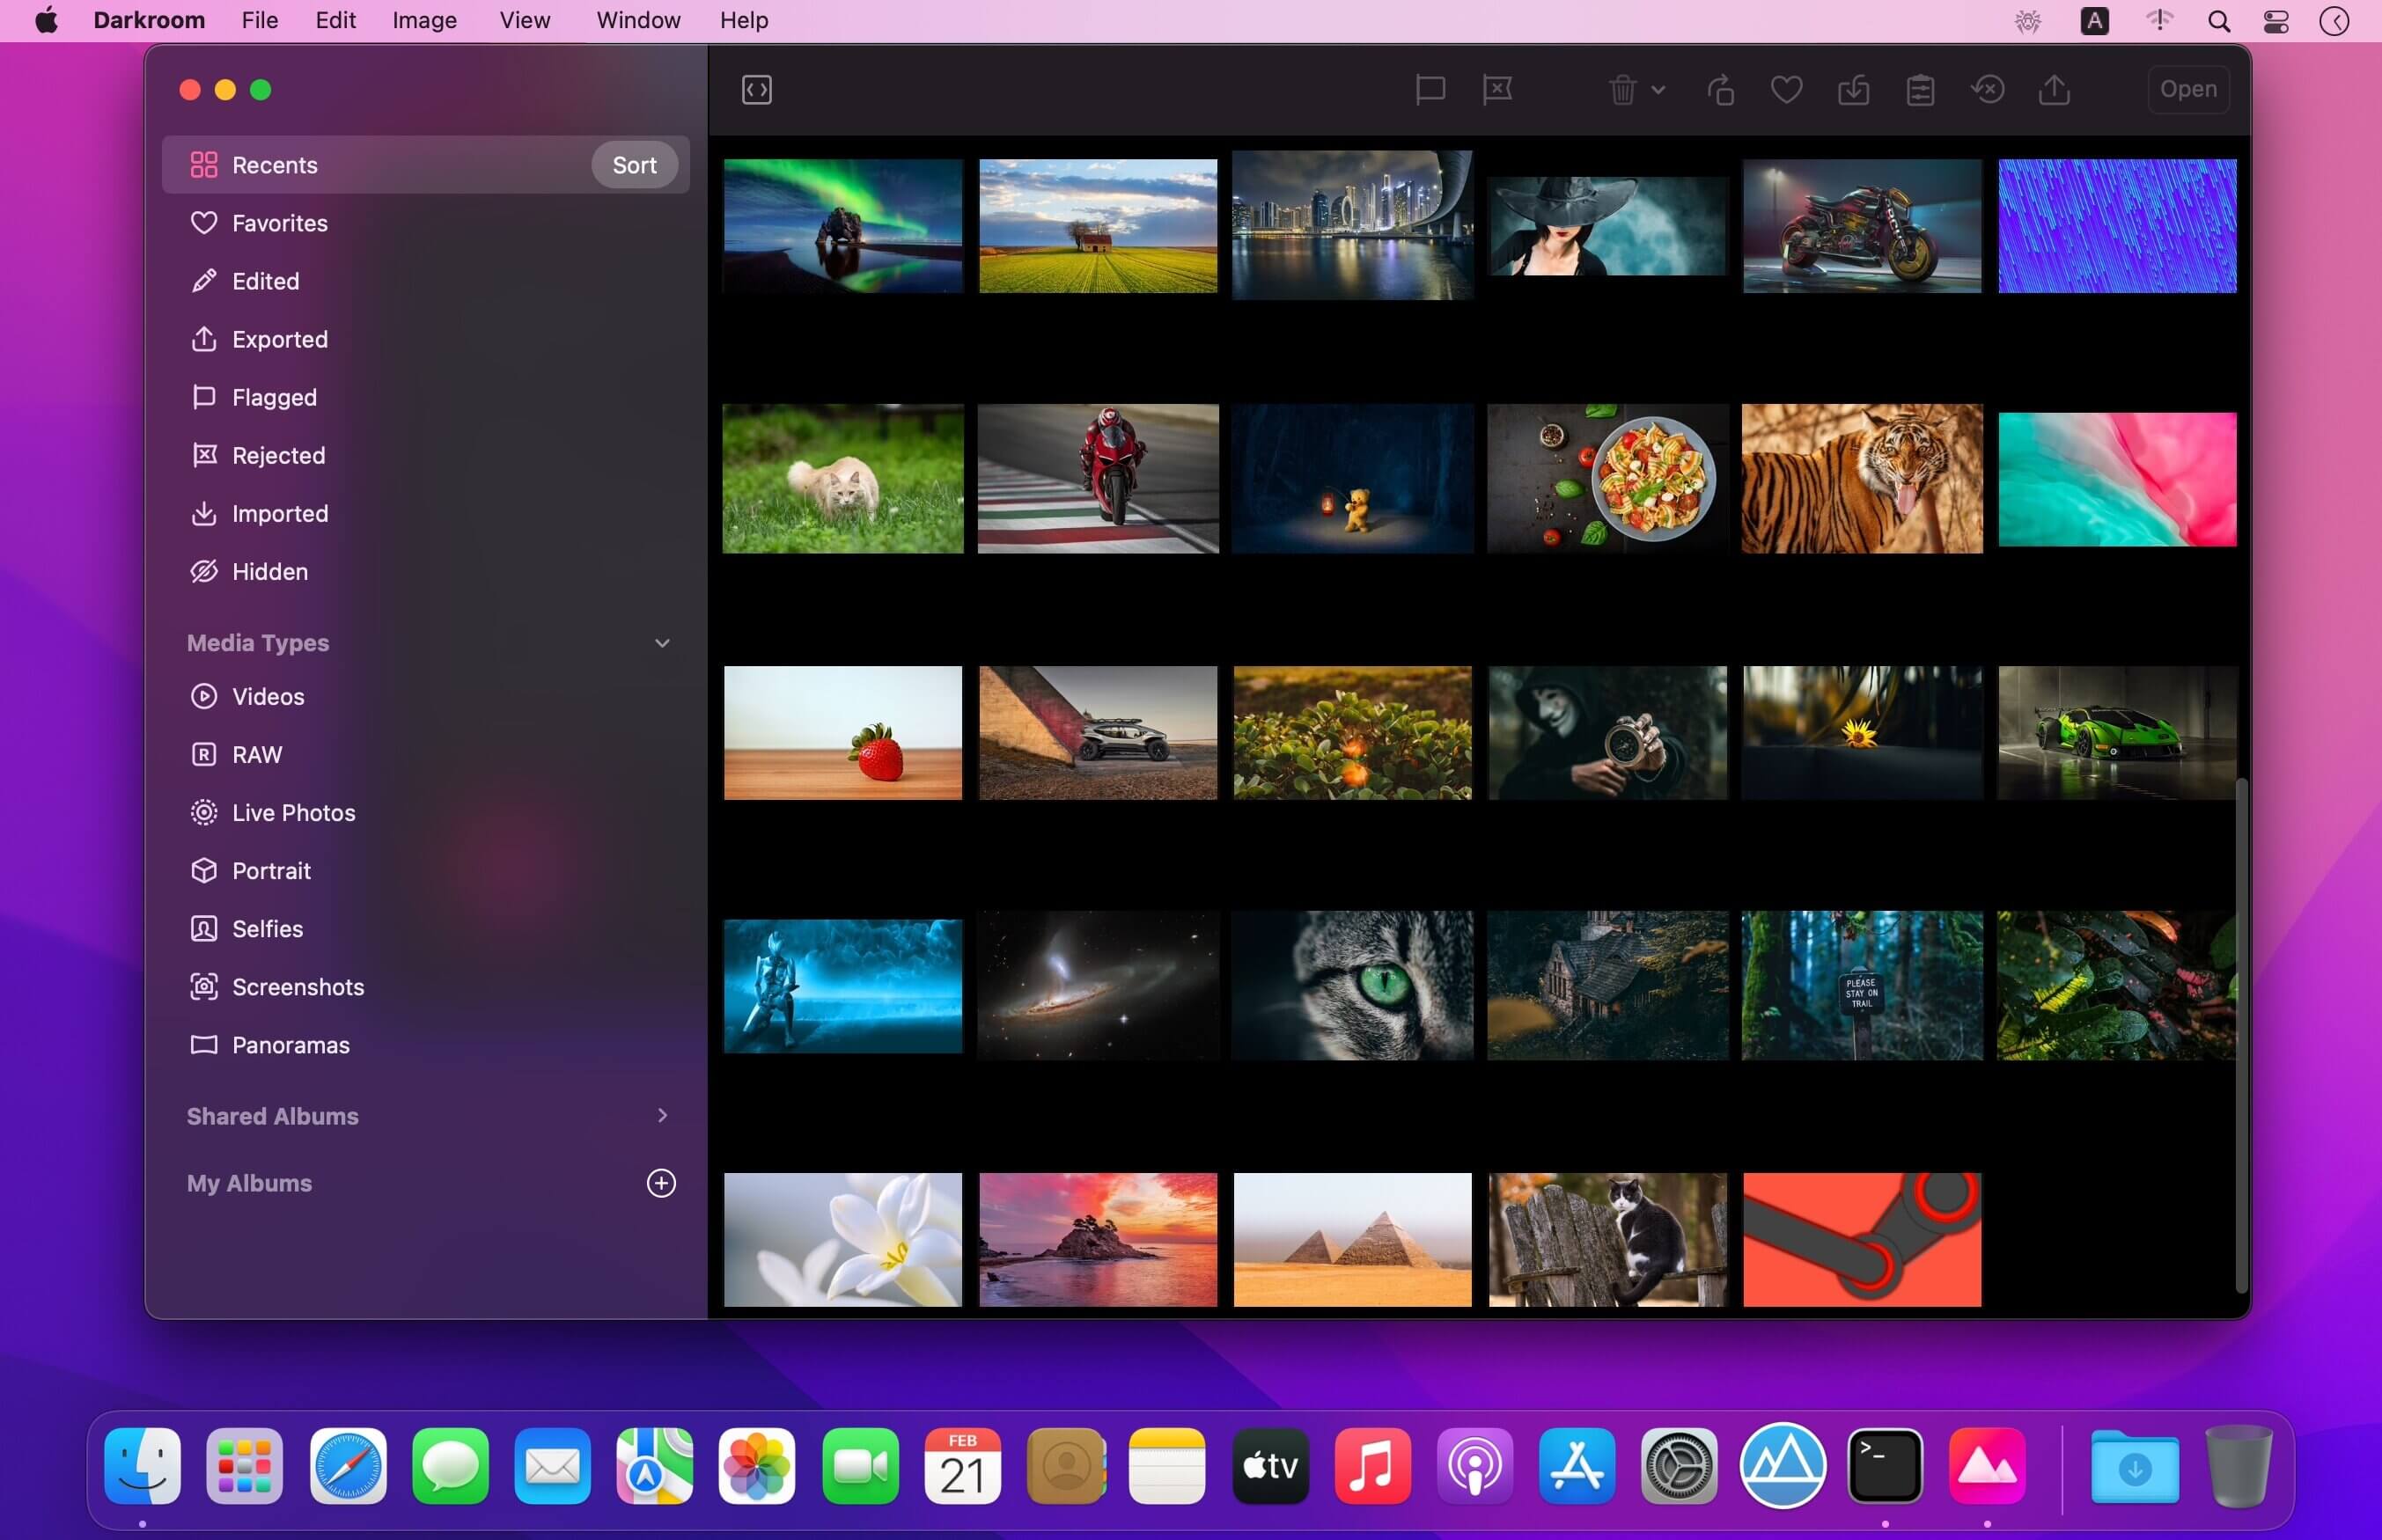 Darkroom File Edit Image View Window Help A
Open
Recents Sort
Favorites
Edited
Exported
Flagged
Rejected
Imported
Hidden
Media Types
Videos
R RAW
Live Photos
Portrait
Selfies
Screenshots
Panoramas
Shared Albums
My Albums
PLEASE
STAY ON
TRAIL
FEB
21
tv
>_